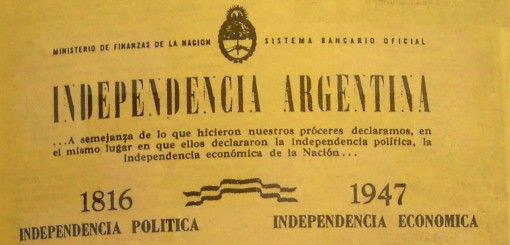 MINISTERIO DE FINANZAS DE LA NACION SISTEMA BANCARIO OFICIAL
INDEPENDENCIA ARGENTINA
...A semejanza de lo que hicieron nuestros próceres declaramos, en
el mismo lugar en que ellos declararon la independencia política, la
independencia económica de la Nación...
1816 1947
INDEPENDENCIA POLITICA INDEPENDENCIA ECONOMICA